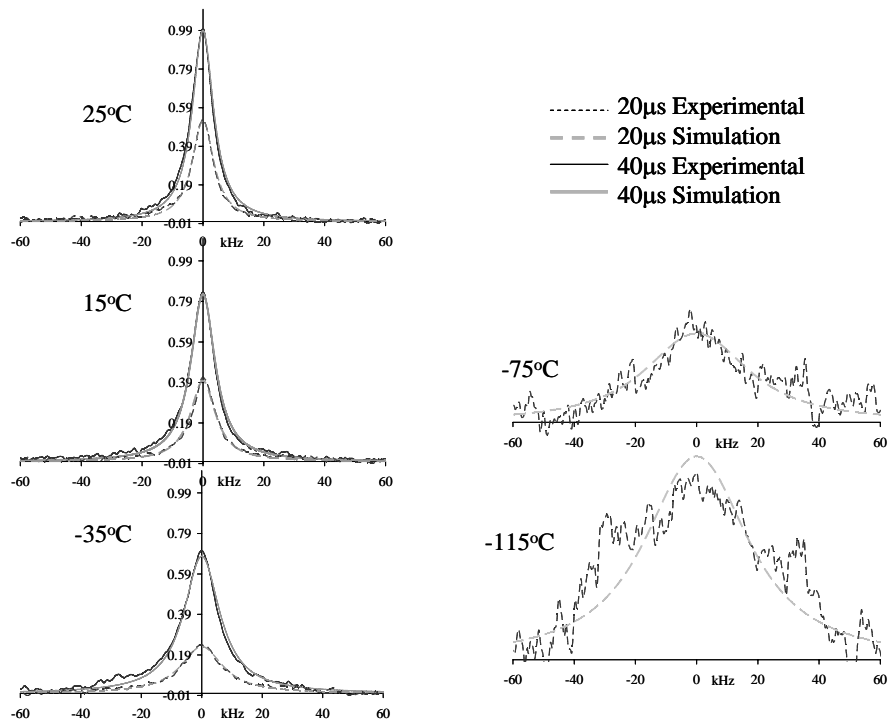 0.99
0.79
25°C
0.59
0.39
0.19
-0.01
-60 -40 -20 0 kHz 20 40 60
0.99
15°C
0.79
0.59
0.39
0.19
-0.01
-60 -40 -20 0 kHz 20 40 60
0.99
0.79
-35°C
0.59
0.39
0.19
-0.01
-60 -40 -20 0 kHz 20 40 60
20μs Experimental
20μs Simulation
40μs Experimental
40μs Simulation
-75°C
-60 -40 -20 0 kHz 20 40 60
-115°C
-60 -40 -20 0 kHz 20 40 60